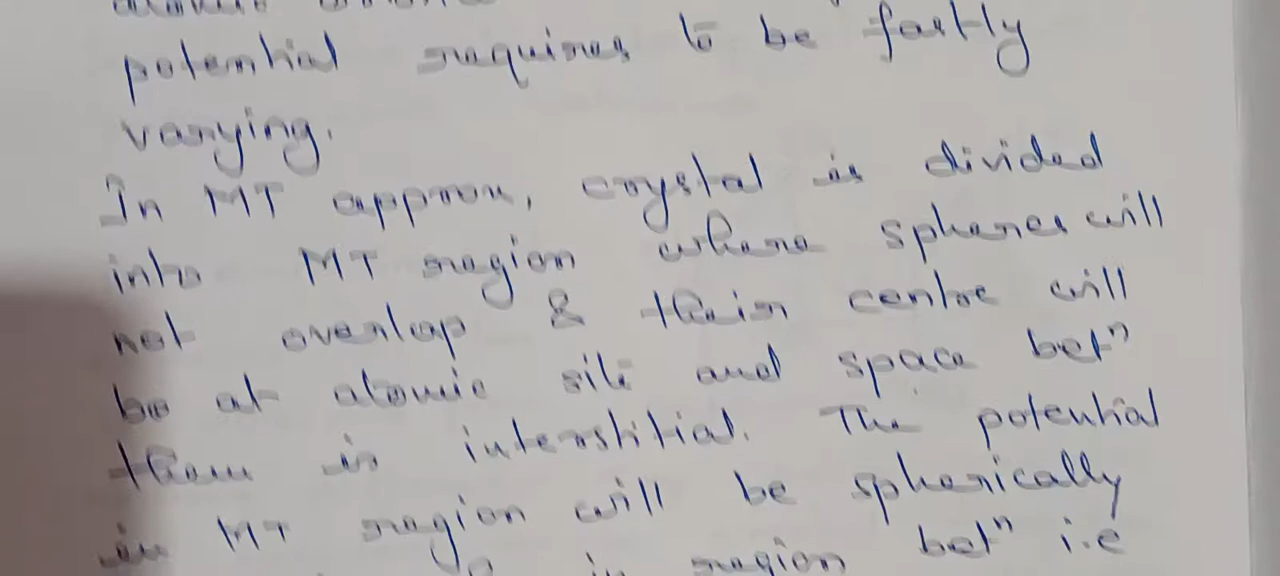 potential requires to be fastly
varying.
In MT approx, crystal is divided
into MT region where spheres will
not overlap & their centre will
be at atomic site and space betⁿ
them is interstitial. The potential
in MT region will be spherically
in region betⁿ i.e